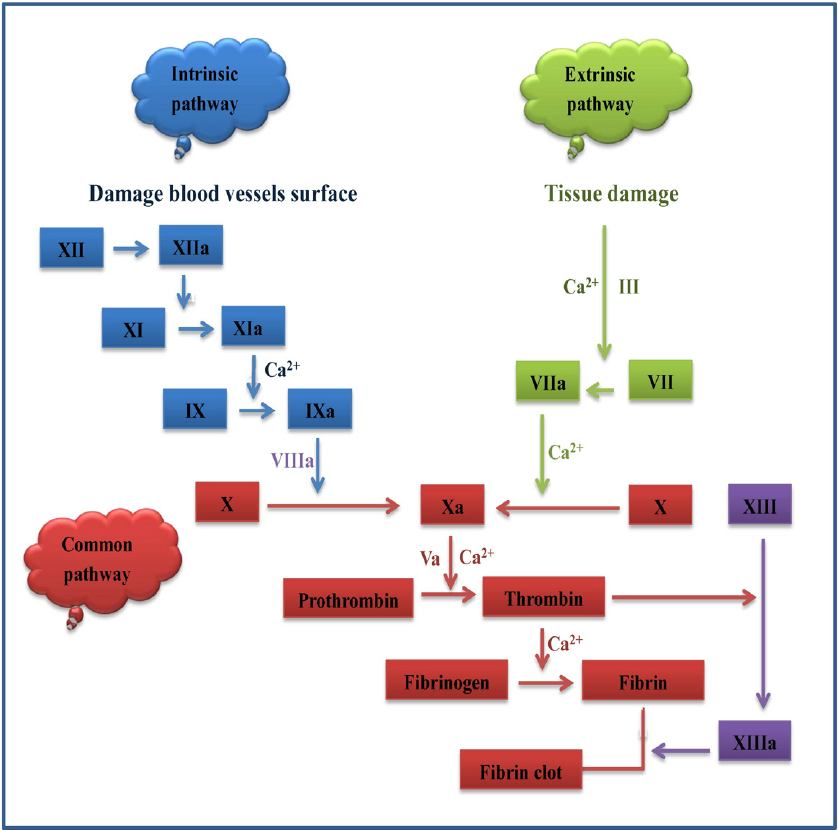 Intrinsic
pathway
Extrinsic
pathway
Damage blood vessels surface
Tissue damage
XII
XIIa
Ca²⁺
III
XI
XIa
Ca²⁺
VIIa
VII
IX
IXa
VIIIa
Ca²⁺
X
Xa
X
XIII
Common
pathway
Va
Ca²⁺
Prothrombin
Thrombin
Ca²⁺
Fibrinogen
Fibrin
XIIIa
Fibrin clot